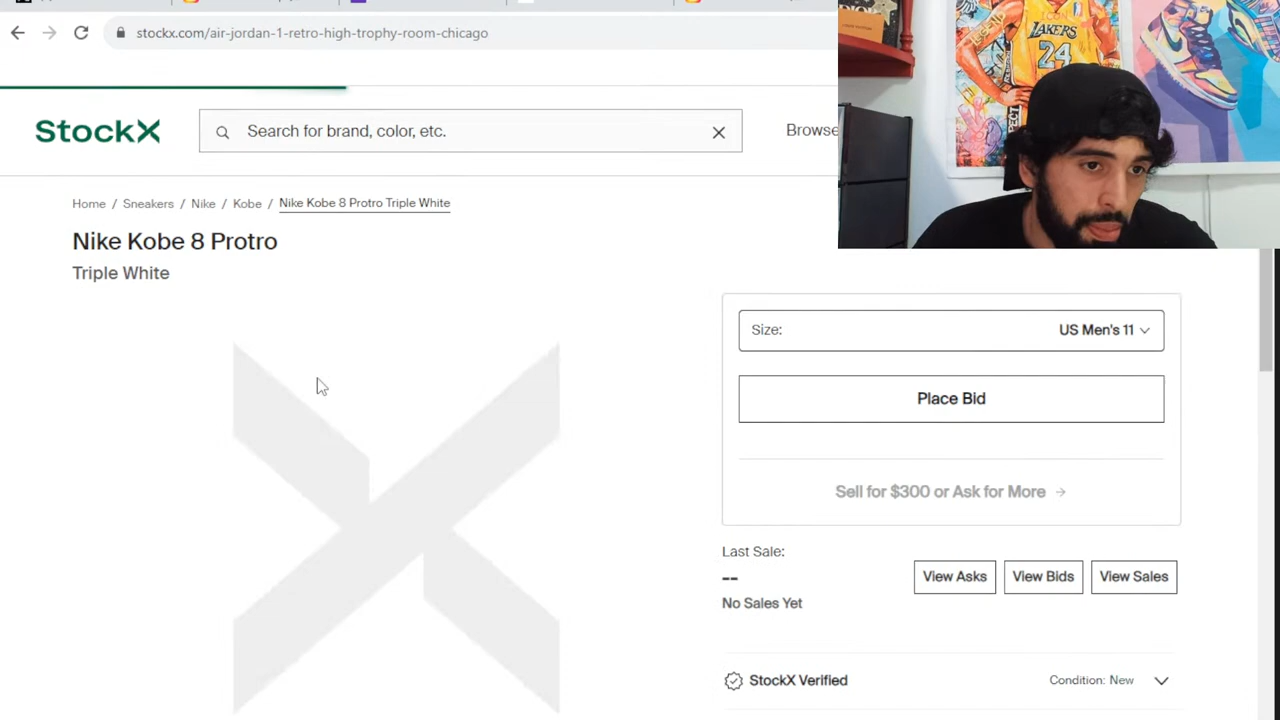 stockx.com/air-jordan-1-retro-high-trophy-room-chicago
StockX
Search for brand, color, etc.
Browse
Home / Sneakers / Nike / Kobe / Nike Kobe 8 Protro Triple White
Nike Kobe 8 Protro
Triple White
Size:
US Men's 11
Place Bid
Sell for $300 or Ask for More
Last Sale:
--
No Sales Yet
View Asks
View Bids
View Sales
StockX Verified
Condition: New
LAKERS
24